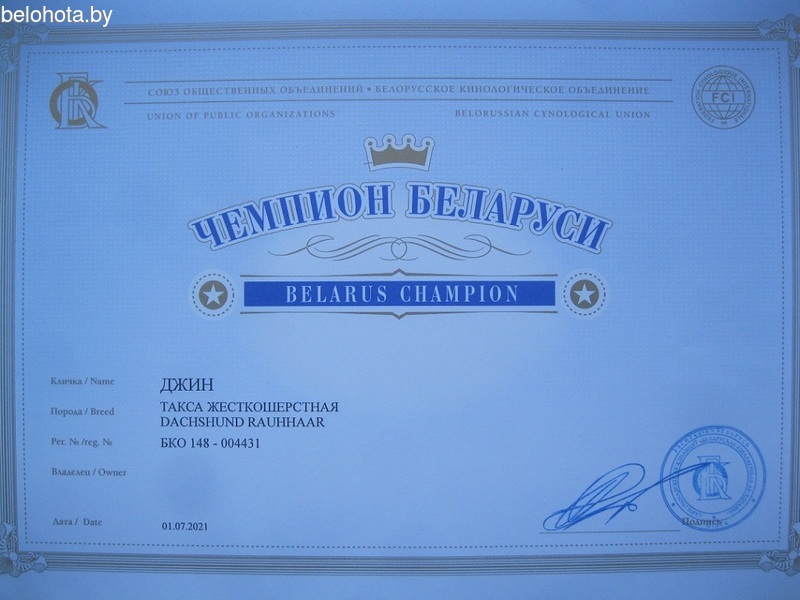 belohota.by
СОЮЗ ОБЩЕСТВЕННЫХ ОБЪЕДИНЕНИЙ • БЕЛОРУССКОЕ КИНОЛОГИЧЕСКОЕ ОБЪЕДИНЕНИЕ
UNION OF PUBLIC ORGANIZATIONS BELORUSSIAN CYNOLOGICAL UNION
FCI
ЧЕМПИОН БЕЛАРУСИ
BELARUS CHAMPION
Кличка / Name ДЖИН
Порода / Breed ТАКСА ЖЕСТКОШЕРСТНАЯ
DACHSHUND RAUHHAAR
Рег. № /reg. № БКО 148 - 004431
Владелец / Owner
Дата / Date 01.07.2021
Подпись